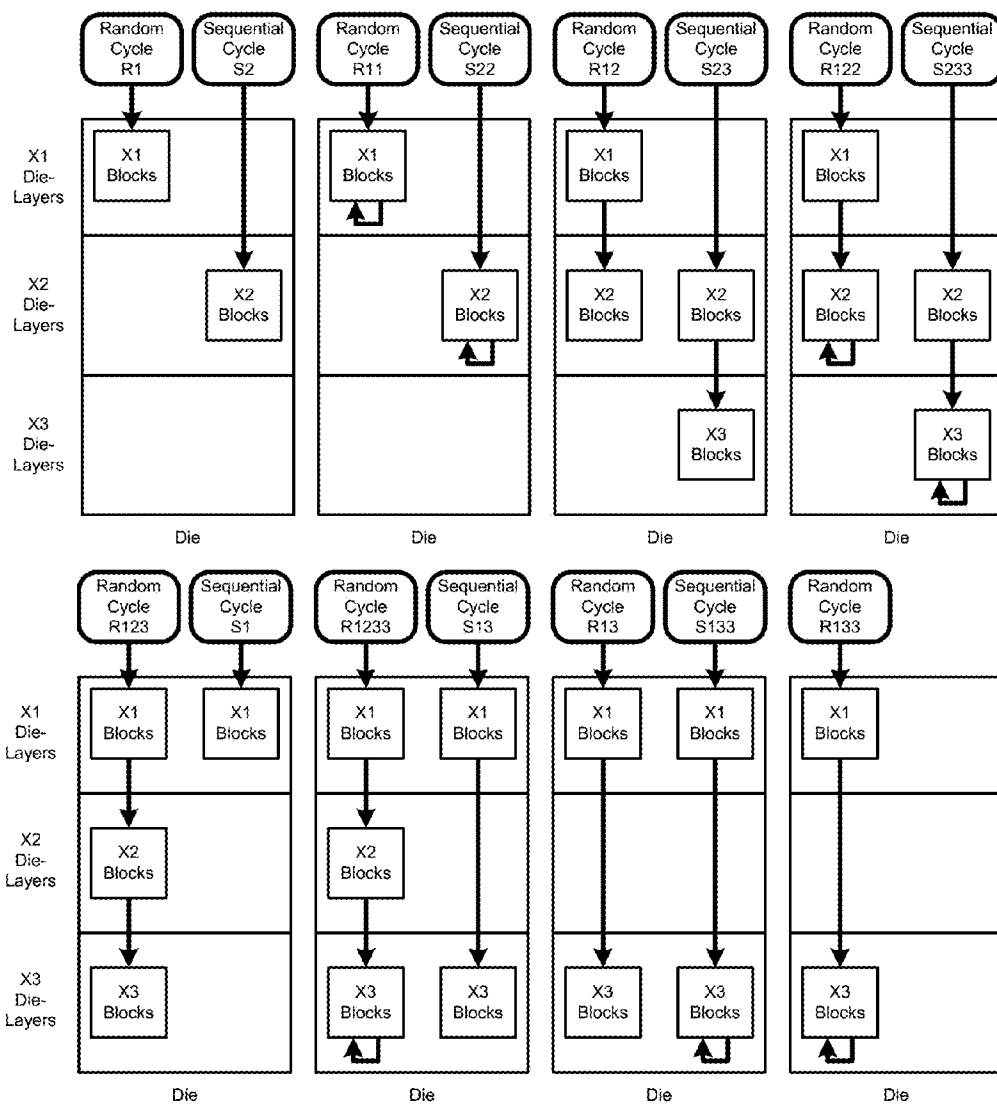 Random
Cycle
R1
Sequential
Cycle
S2
Random
Cycle
R11
Sequential
Cycle
S22
Random
Cycle
R12
Sequential
Cycle
S23
Random
Cycle
R122
Sequential
Cycle
S233
X1
Die-
Layers
X1
Blocks
X1
Blocks
X1
Blocks
X1
Blocks
X2
Die-
Layers
X2
Blocks
X2
Blocks
X2
Blocks
X2
Blocks
X2
Blocks
X2
Blocks
X3
Die-
Layers
X3
Blocks
X3
Blocks
Die
Die
Die
Die
Random
Cycle
R123
Sequential
Cycle
S1
Random
Cycle
R1233
Sequential
Cycle
S13
Random
Cycle
R13
Sequential
Cycle
S133
Random
Cycle
R133
X1
Die-
Layers
X1
Blocks
X1
Blocks
X1
Blocks
X1
Blocks
X1
Blocks
X1
Blocks
X1
Blocks
X2
Die-
Layers
X2
Blocks
X2
Blocks
X3
Die-
Layers
X3
Blocks
X3
Blocks
X3
Blocks
X3
Blocks
X3
Blocks
X3
Blocks
Die
Die
Die
Die